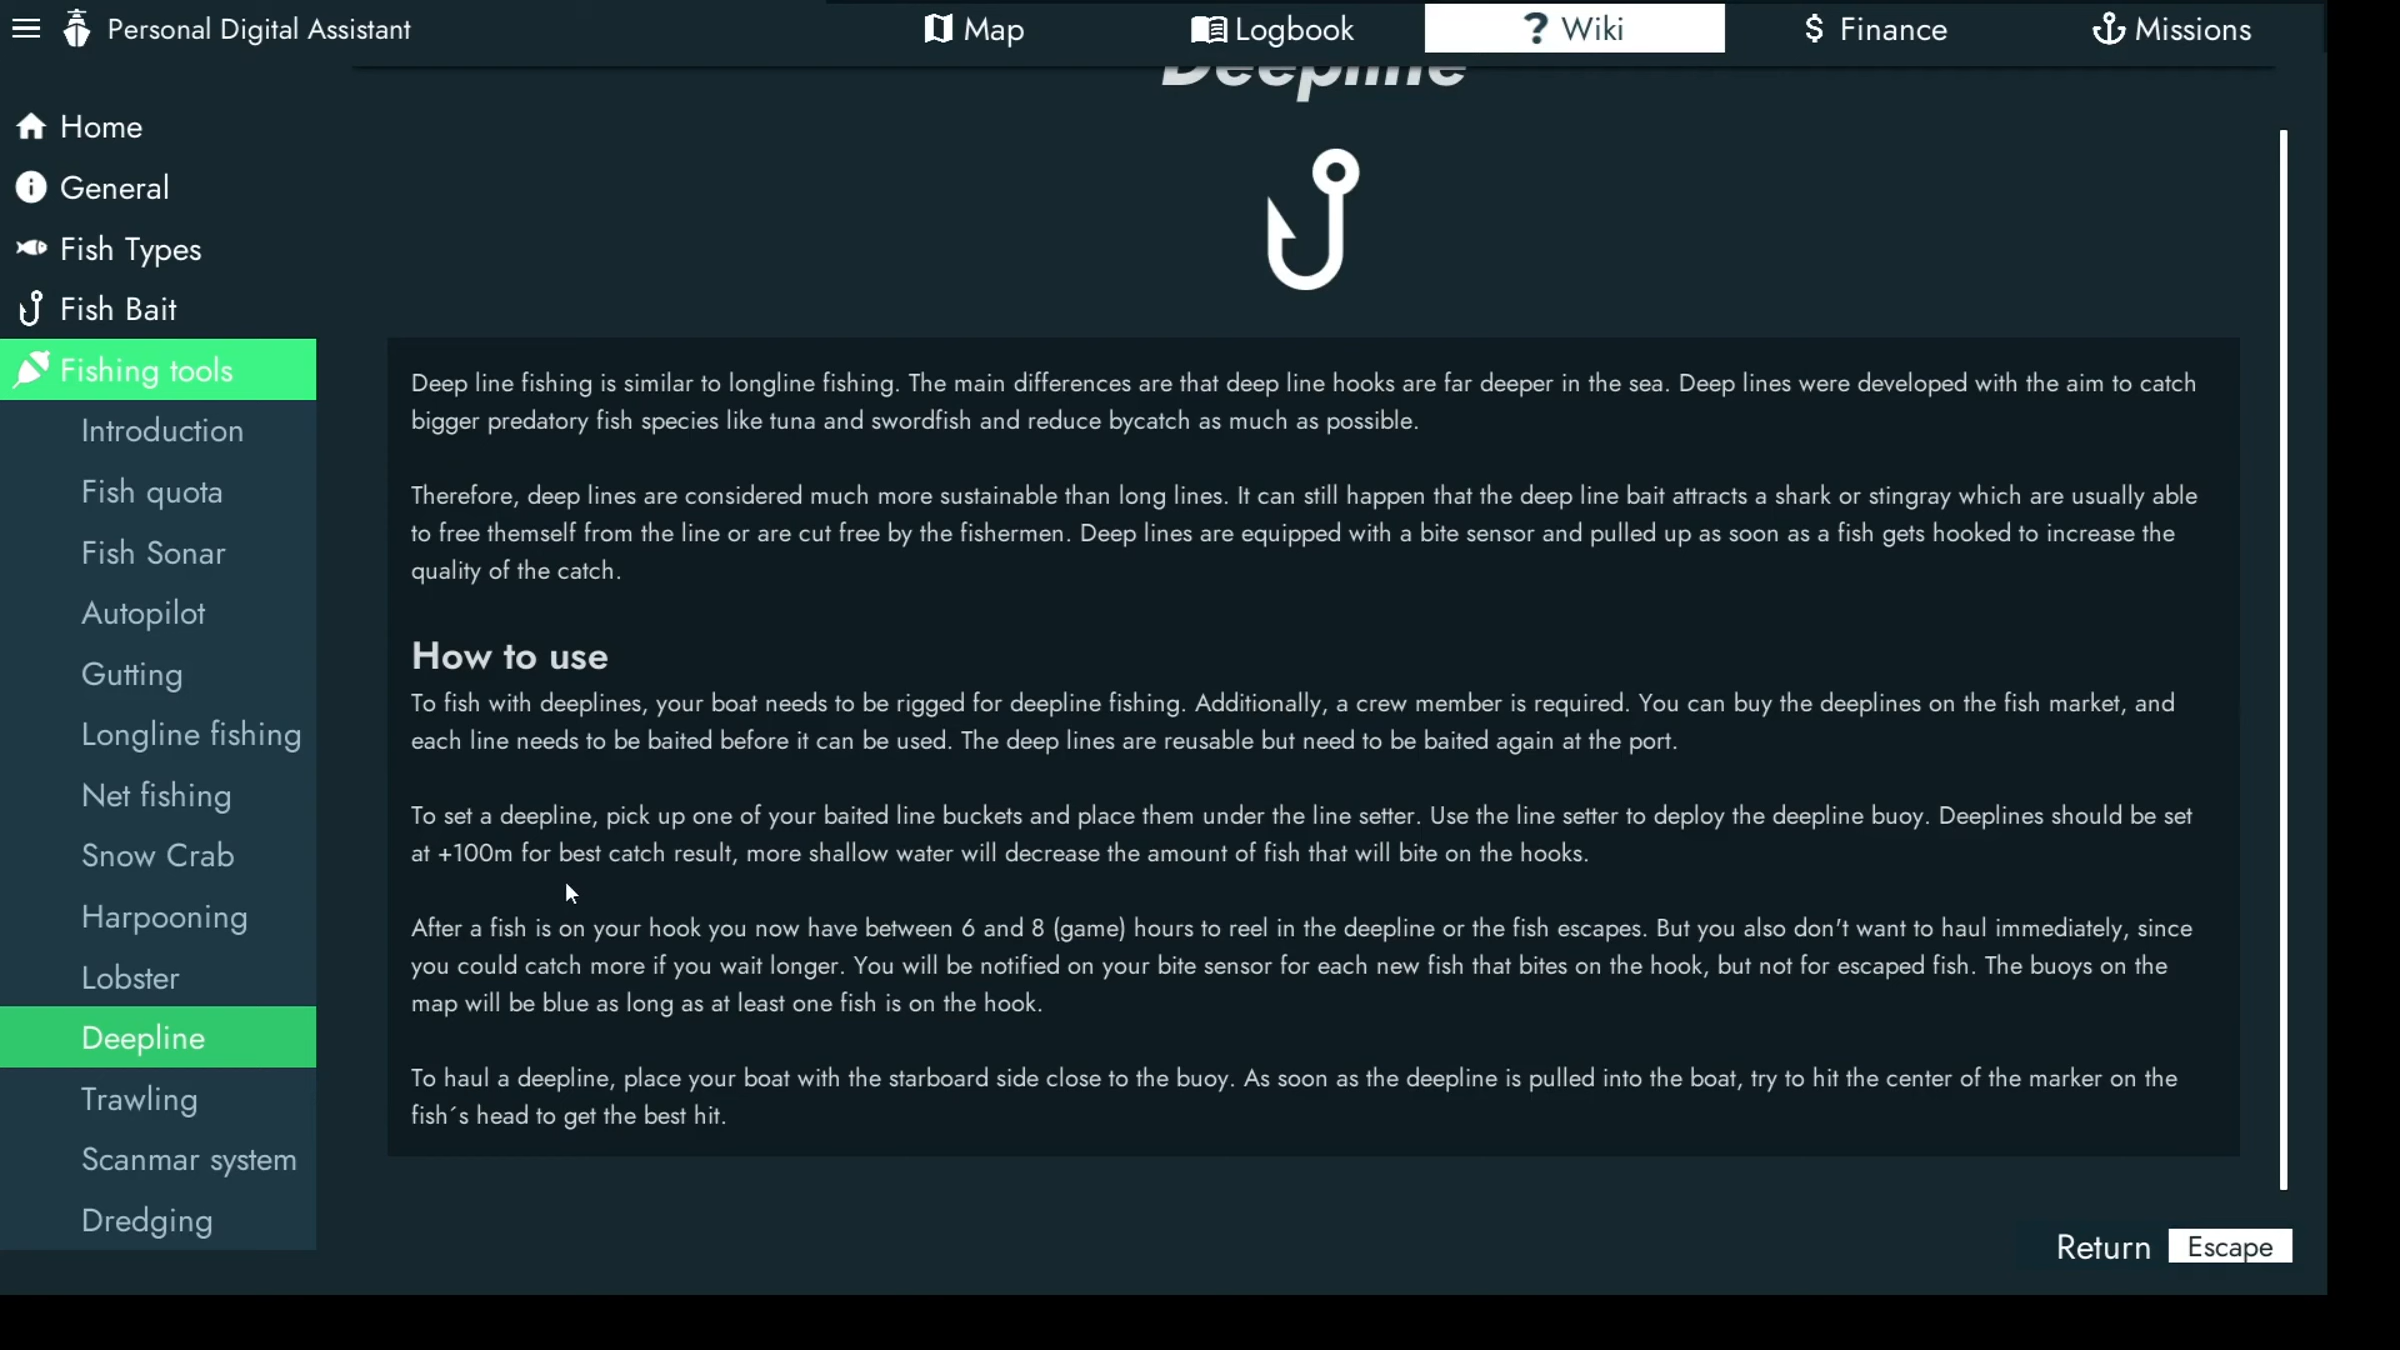 Personal Digital Assistant
Map
Logbook
? Wiki
$ Finance
Missions
Deepline
Home
General
Fish Types
Fish Bait
Fishing tools
Introduction
Fish quota
Fish Sonar
Autopilot
Gutting
Longline fishing
Net fishing
Snow Crab
Harpooning
Lobster
Deepline
Trawling
Scanmar system
Dredging
Deep line fishing is similar to longline fishing. The main differences are that deep line hooks are far deeper in the sea. Deep lines were developed with the aim to catch
bigger predatory fish species like tuna and swordfish and reduce bycatch as much as possible.
Therefore, deep lines are considered much more sustainable than long lines. It can still happen that the deep line bait attracts a shark or stingray which are usually able
to free themself from the line or are cut free by the fishermen. Deep lines are equipped with a bite sensor and pulled up as soon as a fish gets hooked to increase the
quality of the catch.
How to use
To fish with deeplines, your boat needs to be rigged for deepline fishing. Additionally, a crew member is required. You can buy the deeplines on the fish market, and
each line needs to be baited before it can be used. The deep lines are reusable but need to be baited again at the port.
To set a deepline, pick up one of your baited line buckets and place them under the line setter. Use the line setter to deploy the deepline buoy. Deeplines should be set
at +100m for best catch result, more shallow water will decrease the amount of fish that will bite on the hooks.
After a fish is on your hook you now have between 6 and 8 (game) hours to reel in the deepline or the fish escapes. But you also don't want to haul immediately, since
you could catch more if you wait longer. You will be notified on your bite sensor for each new fish that bites on the hook, but not for escaped fish. The buoys on the
map will be blue as long as at least one fish is on the hook.
To haul a deepline, place your boat with the starboard side close to the buoy. As soon as the deepline is pulled into the boat, try to hit the center of the marker on the
fish´s head to get the best hit.
Return Escape